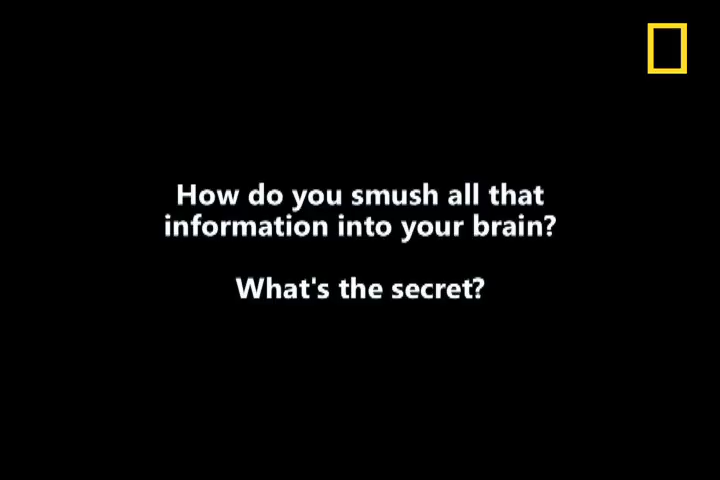 How do you smush all that
information into your brain?
What's the secret?